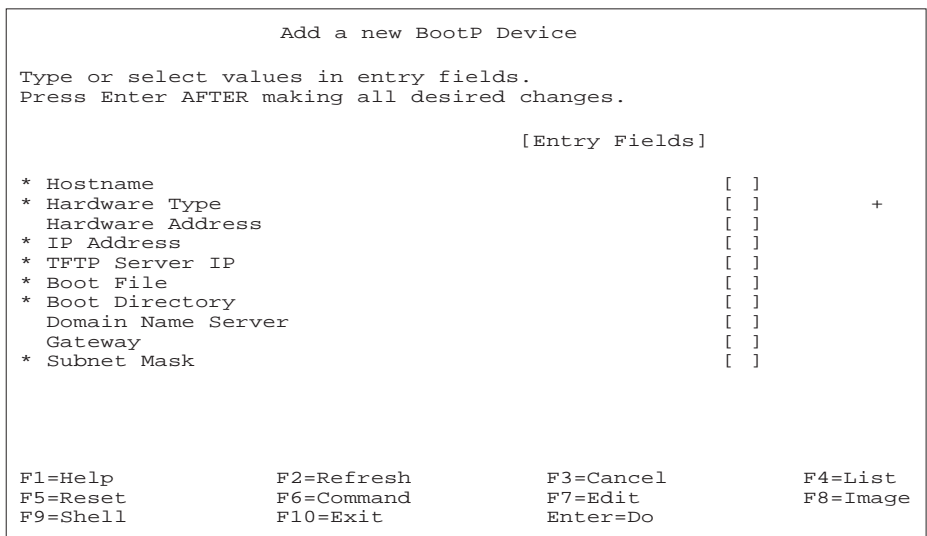 Add a new BootP Device
Type or select values in entry fields.
Press Enter AFTER making all desired changes.
[Entry Fields]
* Hostname [ ]
* Hardware Type [ ] +
Hardware Address [ ]
* IP Address [ ]
* TFTP Server IP [ ]
* Boot File [ ]
* Boot Directory [ ]
Domain Name Server [ ]
Gateway [ ]
* Subnet Mask [ ]
F1=Help F2=Refresh F3=Cancel F4=List
F5=Reset F6=Command F7=Edit F8=Image
F9=Shell F10=Exit Enter=Do